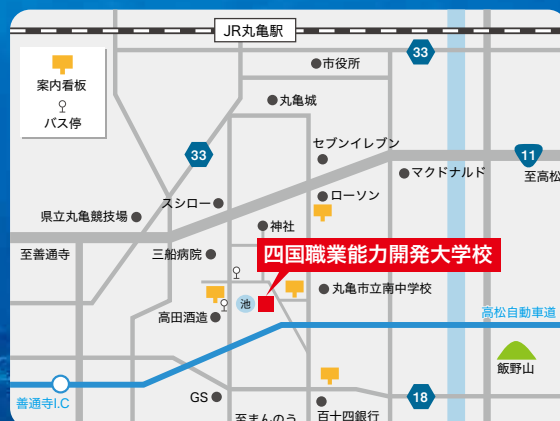 JR丸亀駅
33
市役所
案内看板
バス停
丸亀城
セブンイレブン
33
11
マクドナルド
至高松
スシロー
ローソン
県立丸亀競技場
神社
至善通寺
三船病院
四国職業能力開発大学校
丸亀市立南中学校
池
高田酒造
高松自動車道
飯野山
善通寺I.C
GS
18
至まんのう
百十四銀行